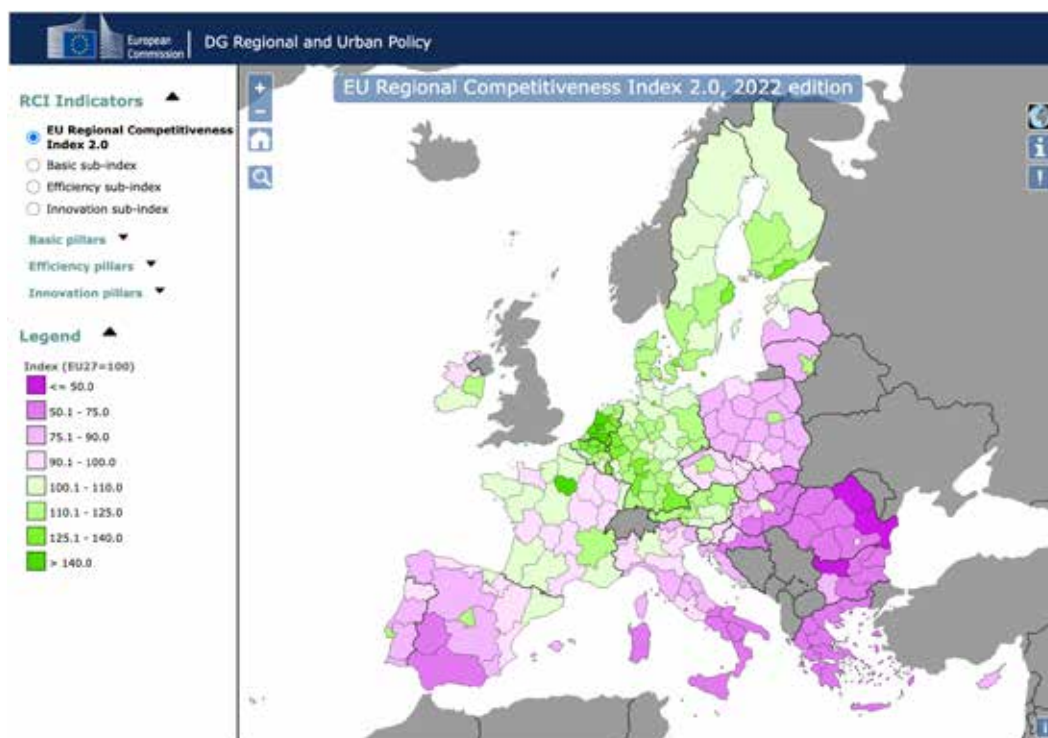 European
Commission
DG Regional and Urban Policy
EU Regional Competitiveness Index 2.0, 2022 edition
RCI Indicators
EU Regional Competitiveness
Index 2.0
Basic sub-index
Efficiency sub-index
Innovation sub-index
Basic pillars
Efficiency pillars
Innovation pillars
Legend
Index (EU27=100)
<= 50.0
50.1 - 75.0
75.1 - 90.0
90.1 - 100.0
100.1 - 110.0
110.1 - 125.0
125.1 - 140.0
> 140.0